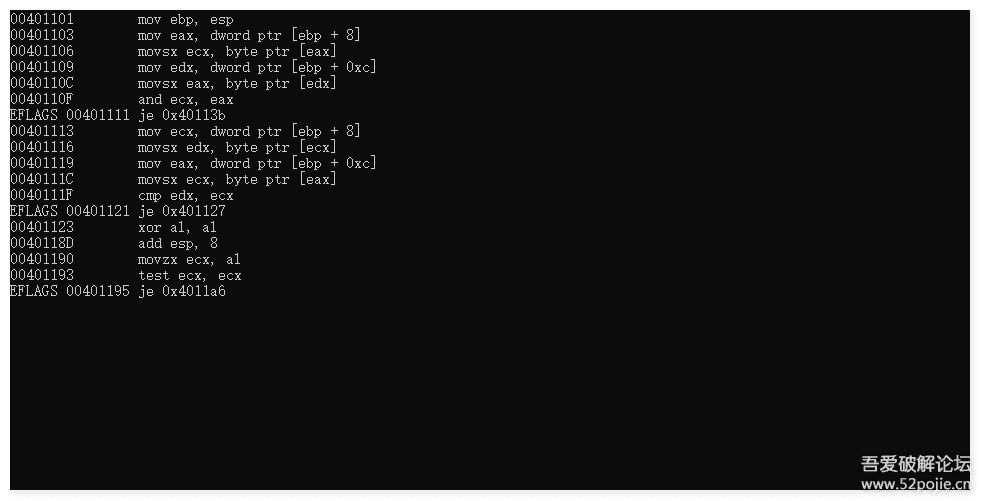 00401101        mov ebp, esp
00401103        mov eax, dword ptr [ebp + 8]
00401106        movsx ecx, byte ptr [eax]
00401109        mov edx, dword ptr [ebp + 0xc]
0040110C        movsx eax, byte ptr [edx]
0040110F        and ecx, eax
EFLAGS 00401111 je 0x40113b
00401113        mov ecx, dword ptr [ebp + 8]
00401116        movsx edx, byte ptr [ecx]
00401119        mov eax, dword ptr [ebp + 0xc]
0040111C        movsx ecx, byte ptr [eax]
0040111F        cmp edx, ecx
EFLAGS 00401121 je 0x401127
00401123        xor al, al
0040118D        add esp, 8
00401190        movzx ecx, al
00401193        test ecx, ecx
EFLAGS 00401195 je 0x4011a6
吾爱破解论坛
www.52pojie.cn